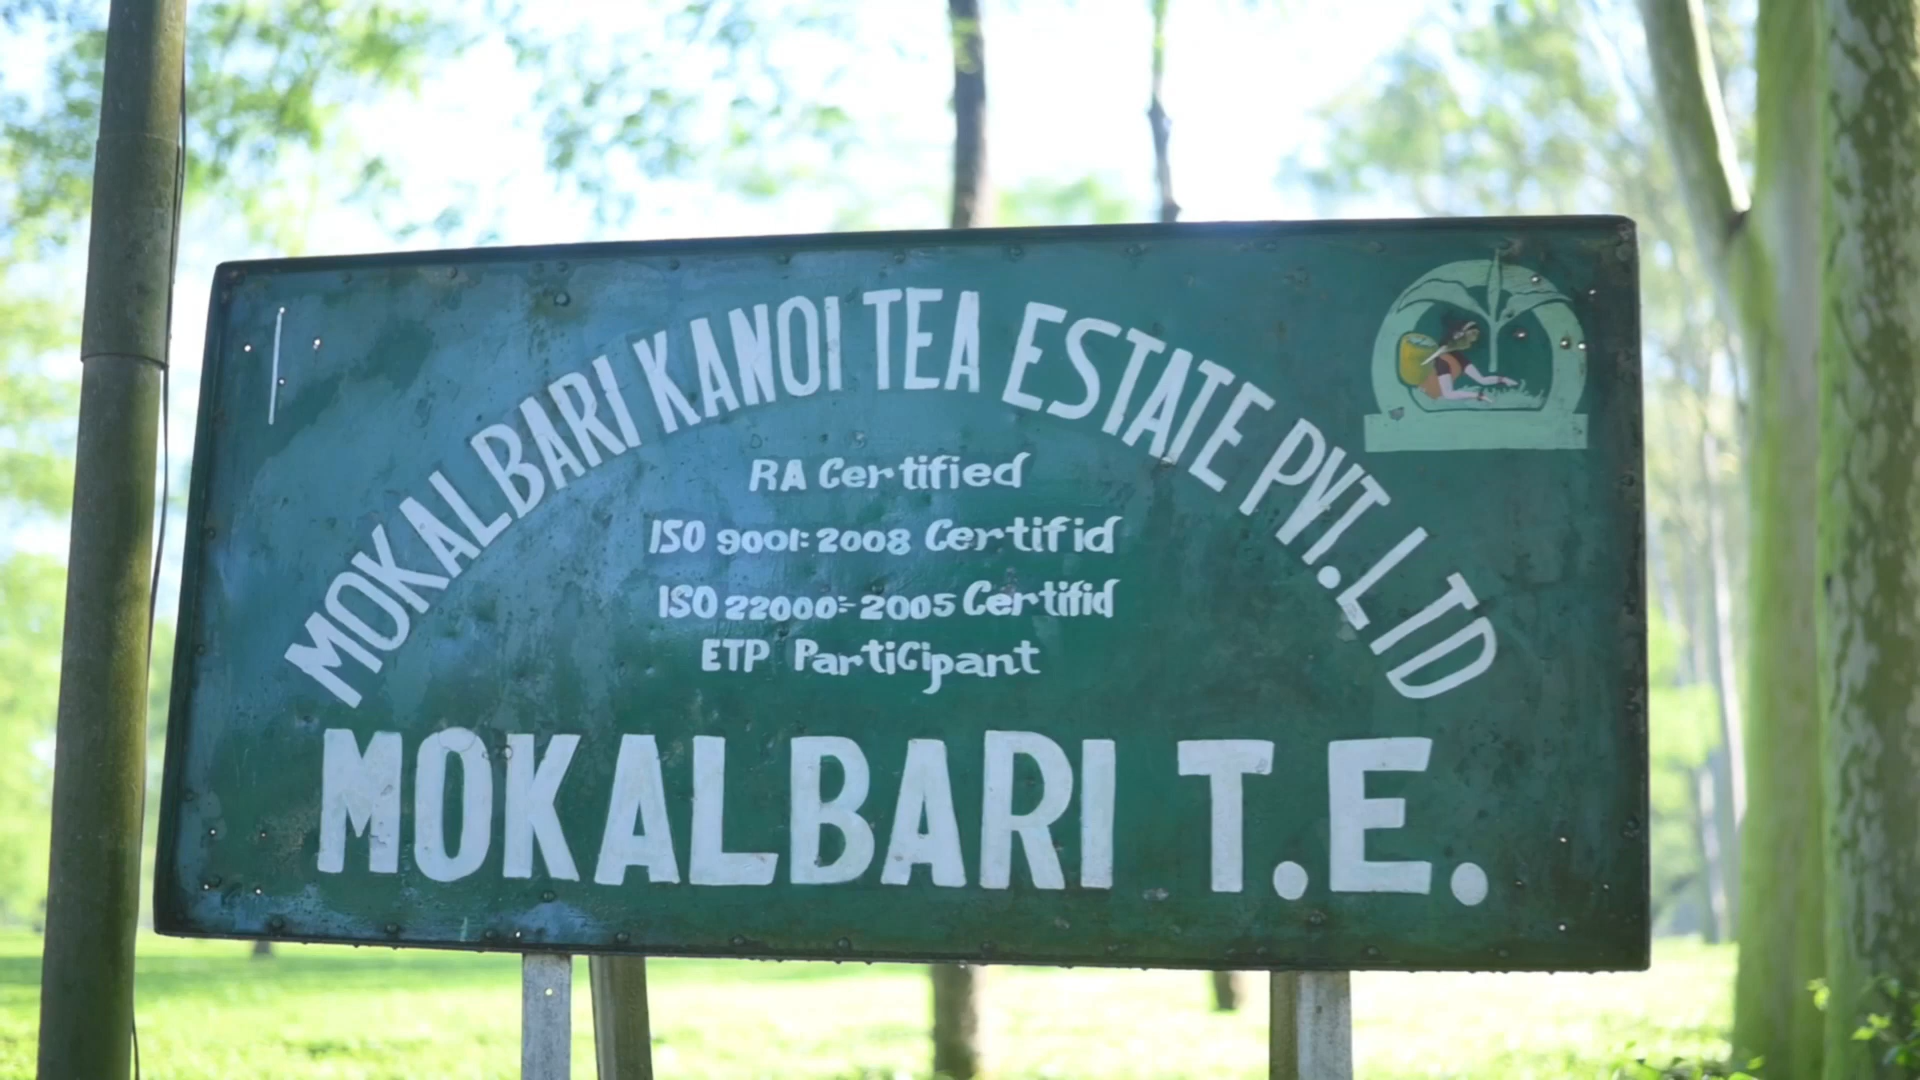 MOKALBARI KANOI TEA ESTATE PVT. LTD
RA Certified
ISO 9001:2008 Certifid
ISO 22000:-2005 Certifid
ETP Participant
MOKALBARI T.E.